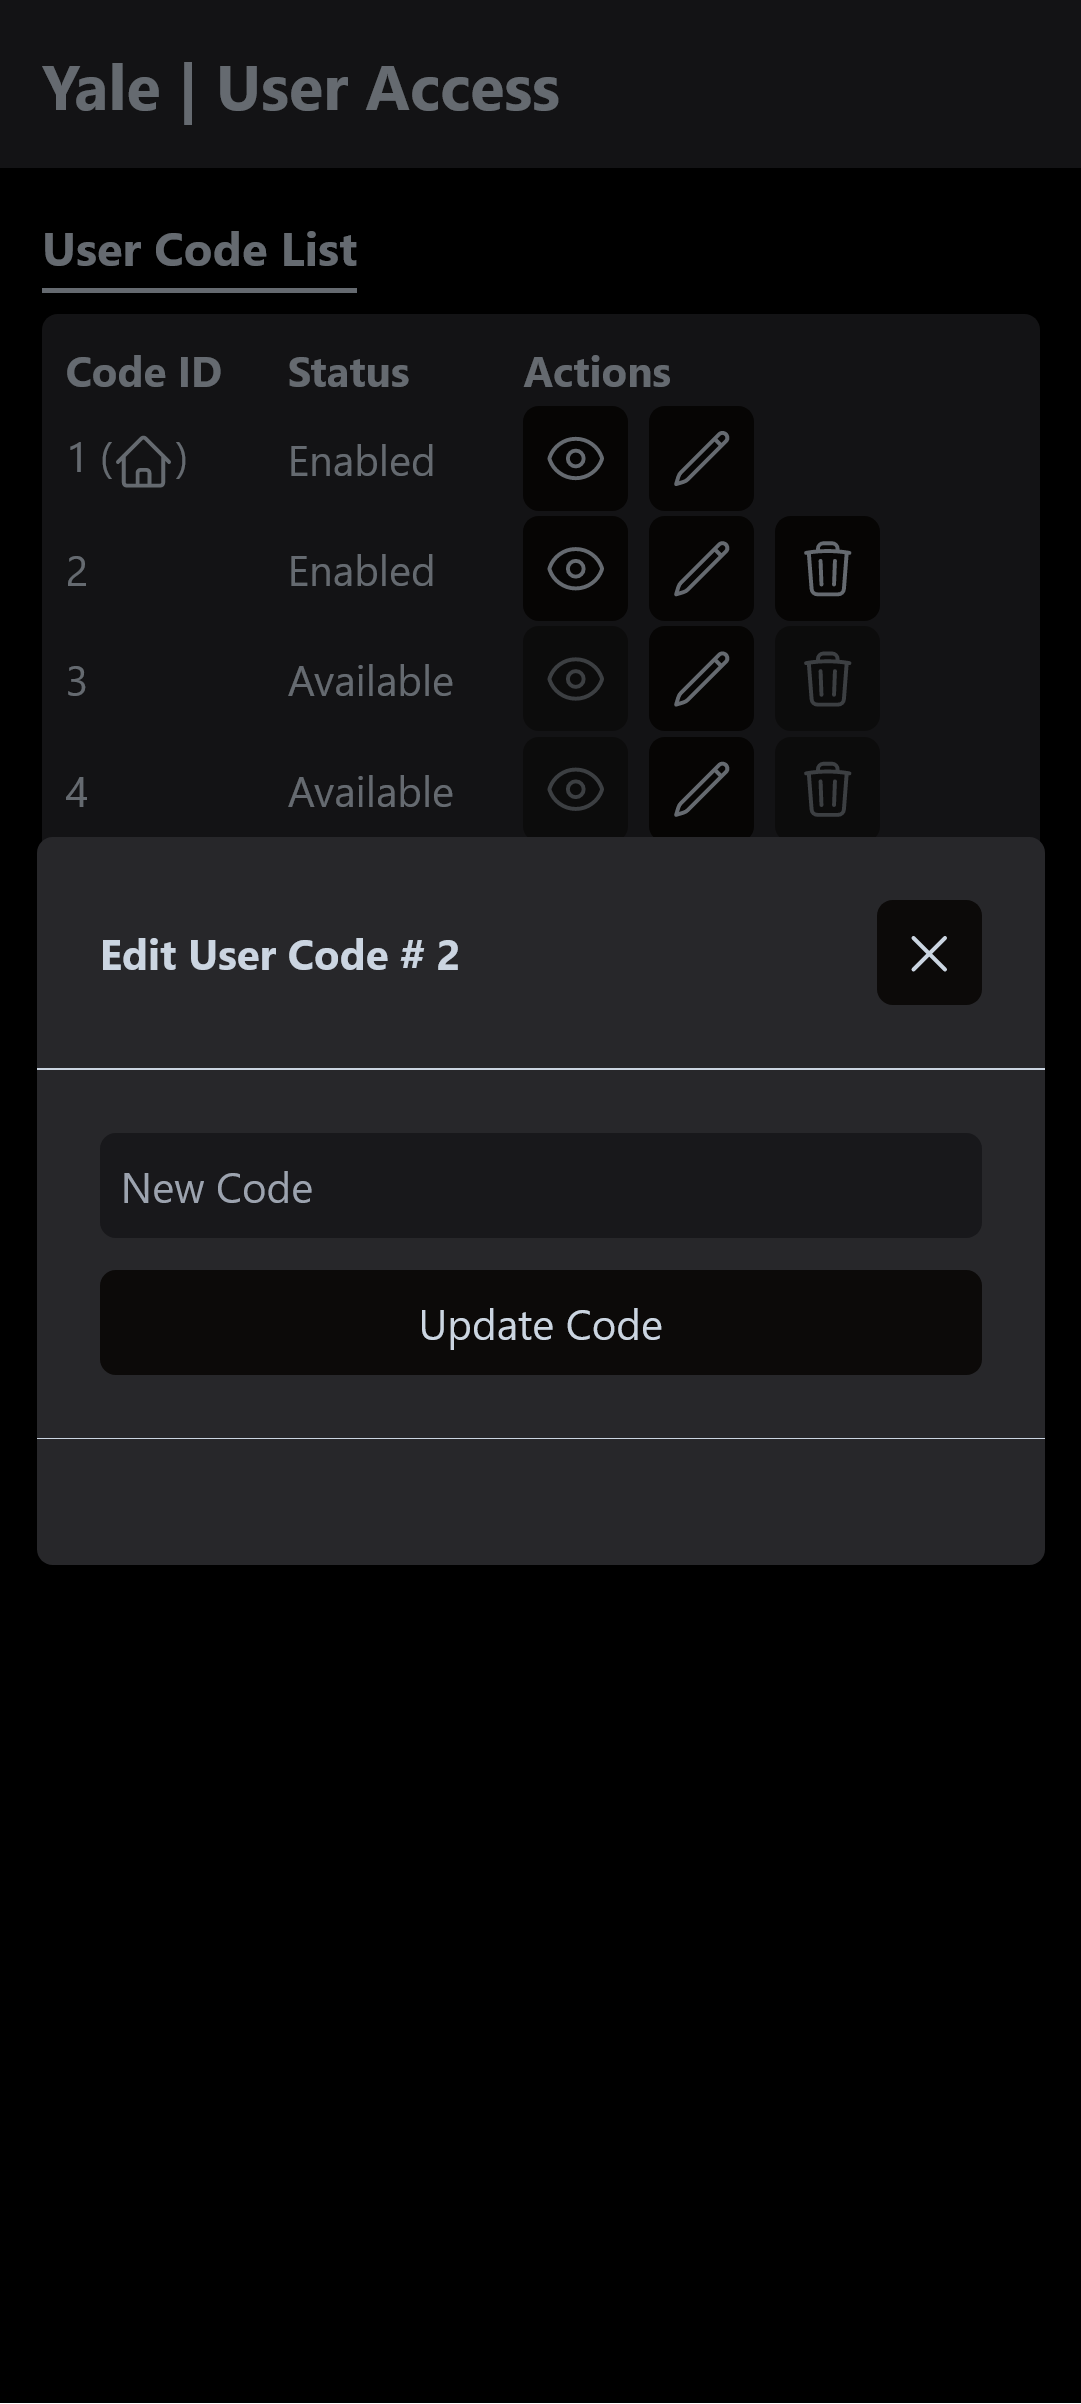 Yale | User Access
User Code List
Code ID Status Actions
1 ( ) Enabled
2 Enabled
3 Available
4 Available
Edit User Code # 2
New Code
Update Code